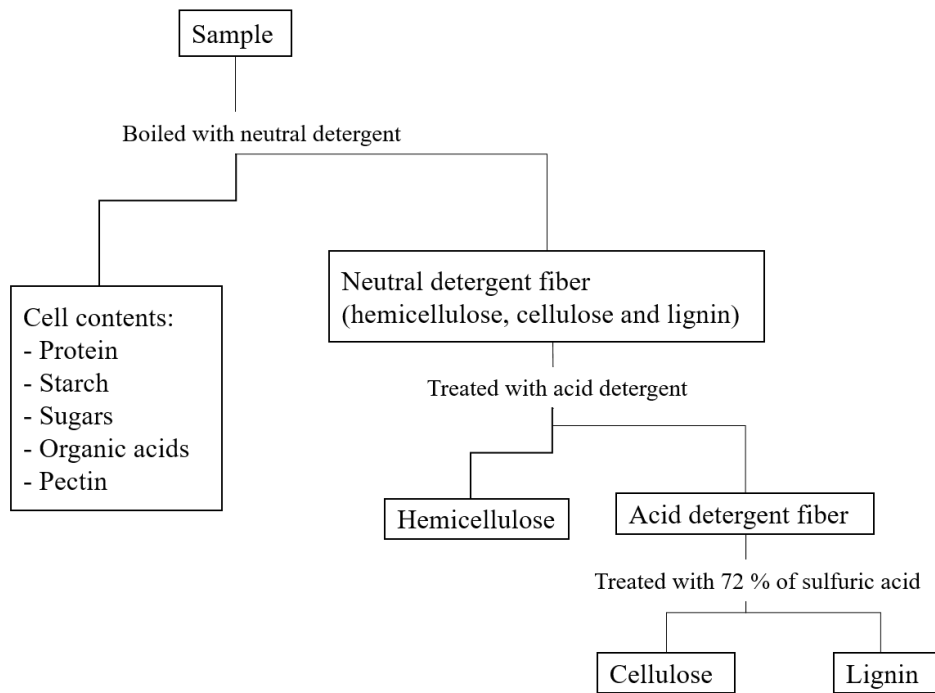 Sample
Boiled with neutral detergent
Neutral detergent fiber
(hemicellulose, cellulose and lignin)
Cell contents:
- Protein
- Starch
- Sugars
- Organic acids
- Pectin
Treated with acid detergent
Hemicellulose
Acid detergent fiber
Treated with 72 % of sulfuric acid
Cellulose
Lignin